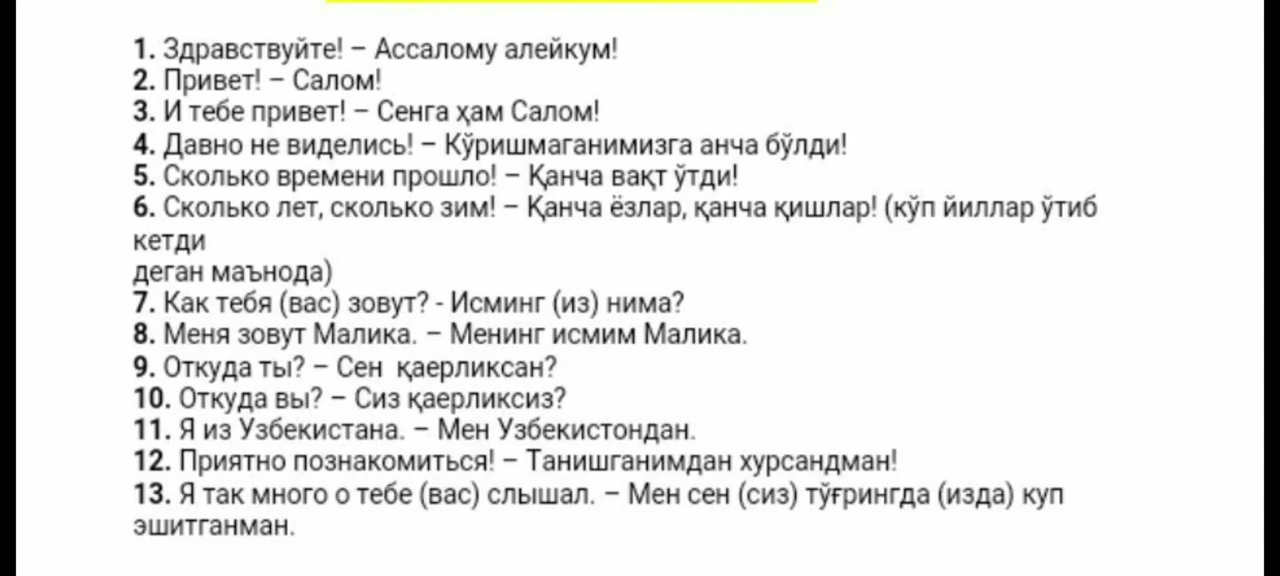 1. Здравствуйте! – Ассалому алейкум!
2. Привет! – Салом!
3. И тебе привет! – Сенга ҳам Салом!
4. Давно не виделись! – Кўришмаганимизга анча бўлди!
5. Сколько времени прошло! – Қанча вақт ўтди!
6. Сколько лет, сколько зим! – Қанча ёзлар, қанча қишлар! (кўп йиллар ўтиб
кетди
деган маънода)
7. Как тебя (вас) зовут? - Исминг (из) нима?
8. Меня зовут Малика. – Менинг исмим Малика.
9. Откуда ты? – Сен  қаерликсан?
10. Откуда вы? – Сиз қаерликсиз?
11. Я из Узбекистана. – Мен Узбекистондан.
12. Приятно познакомиться! – Танишганимдан хурсандман!
13. Я так много о тебе (вас) слышал. – Мен сен (сиз) тўғрингда (изда) куп
эшитганман.